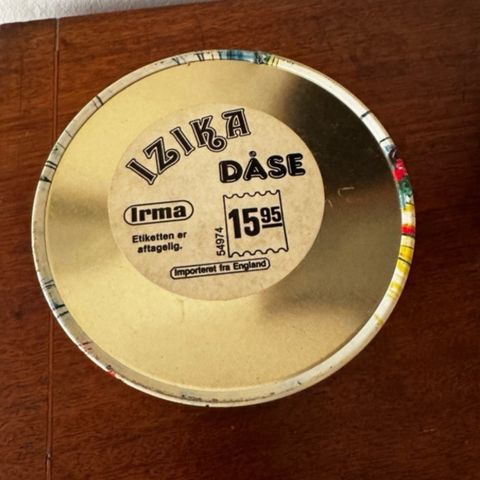 IZIKA
DÅSE
Irma
Etiketten er
aftagelig.
54974
15 95
Importeret fra England